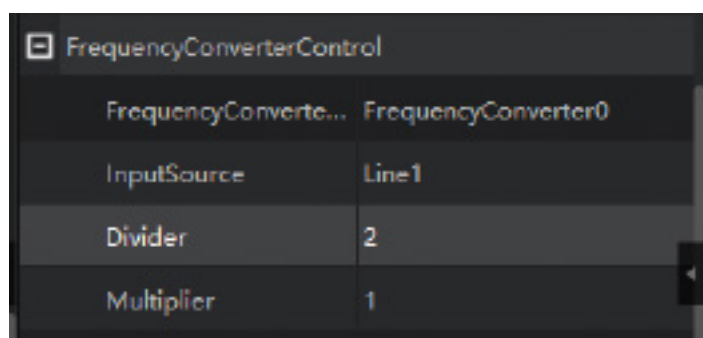 FrequencyConverterControl
FrequencyConverte... FrequencyConverter0
InputSource Line1
Divider 2
Multiplier 1